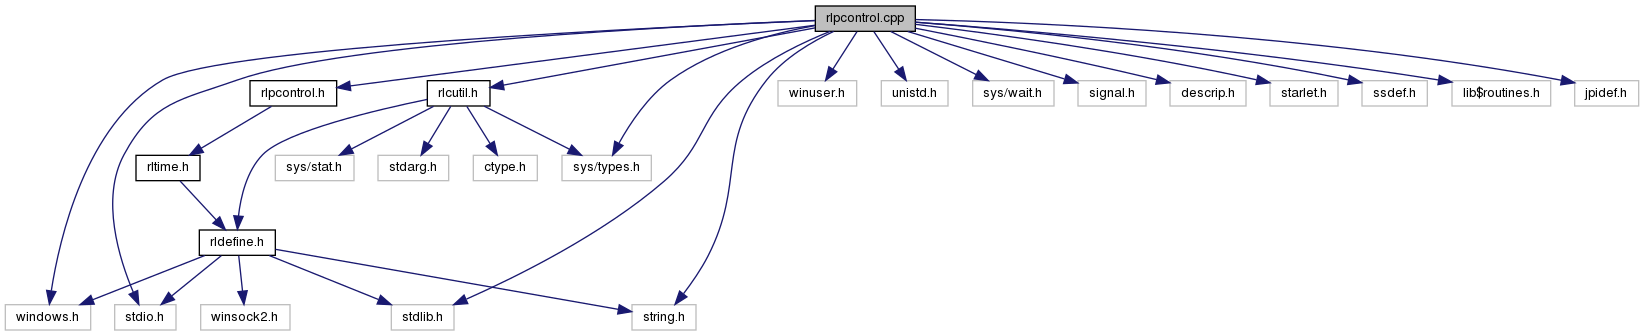 rlpcontrol.cpp
rlpcontrol.h
rlcutil.h
winuser.h
unistd.h
sys/wait.h
signal.h
descrip.h
starlet.h
ssdef.h
lib$routines.h
jpidef.h
rltime.h
sys/stat.h
stdarg.h
ctype.h
sys/types.h
rldefine.h
windows.h
stdio.h
winsock2.h
stdlib.h
string.h